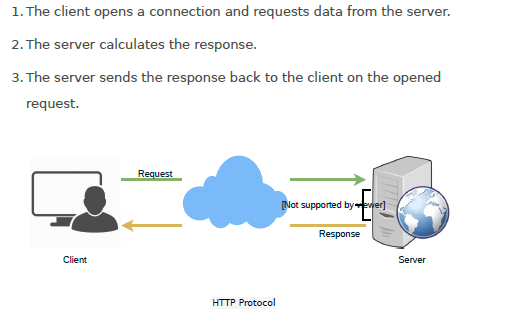 1. The client opens a connection and requests data from the server.
2. The server calculates the response.
3. The server sends the response back to the client on the opened
request.
Request
[Not supported by viewer]
Response
Client
Server
HTTP Protocol